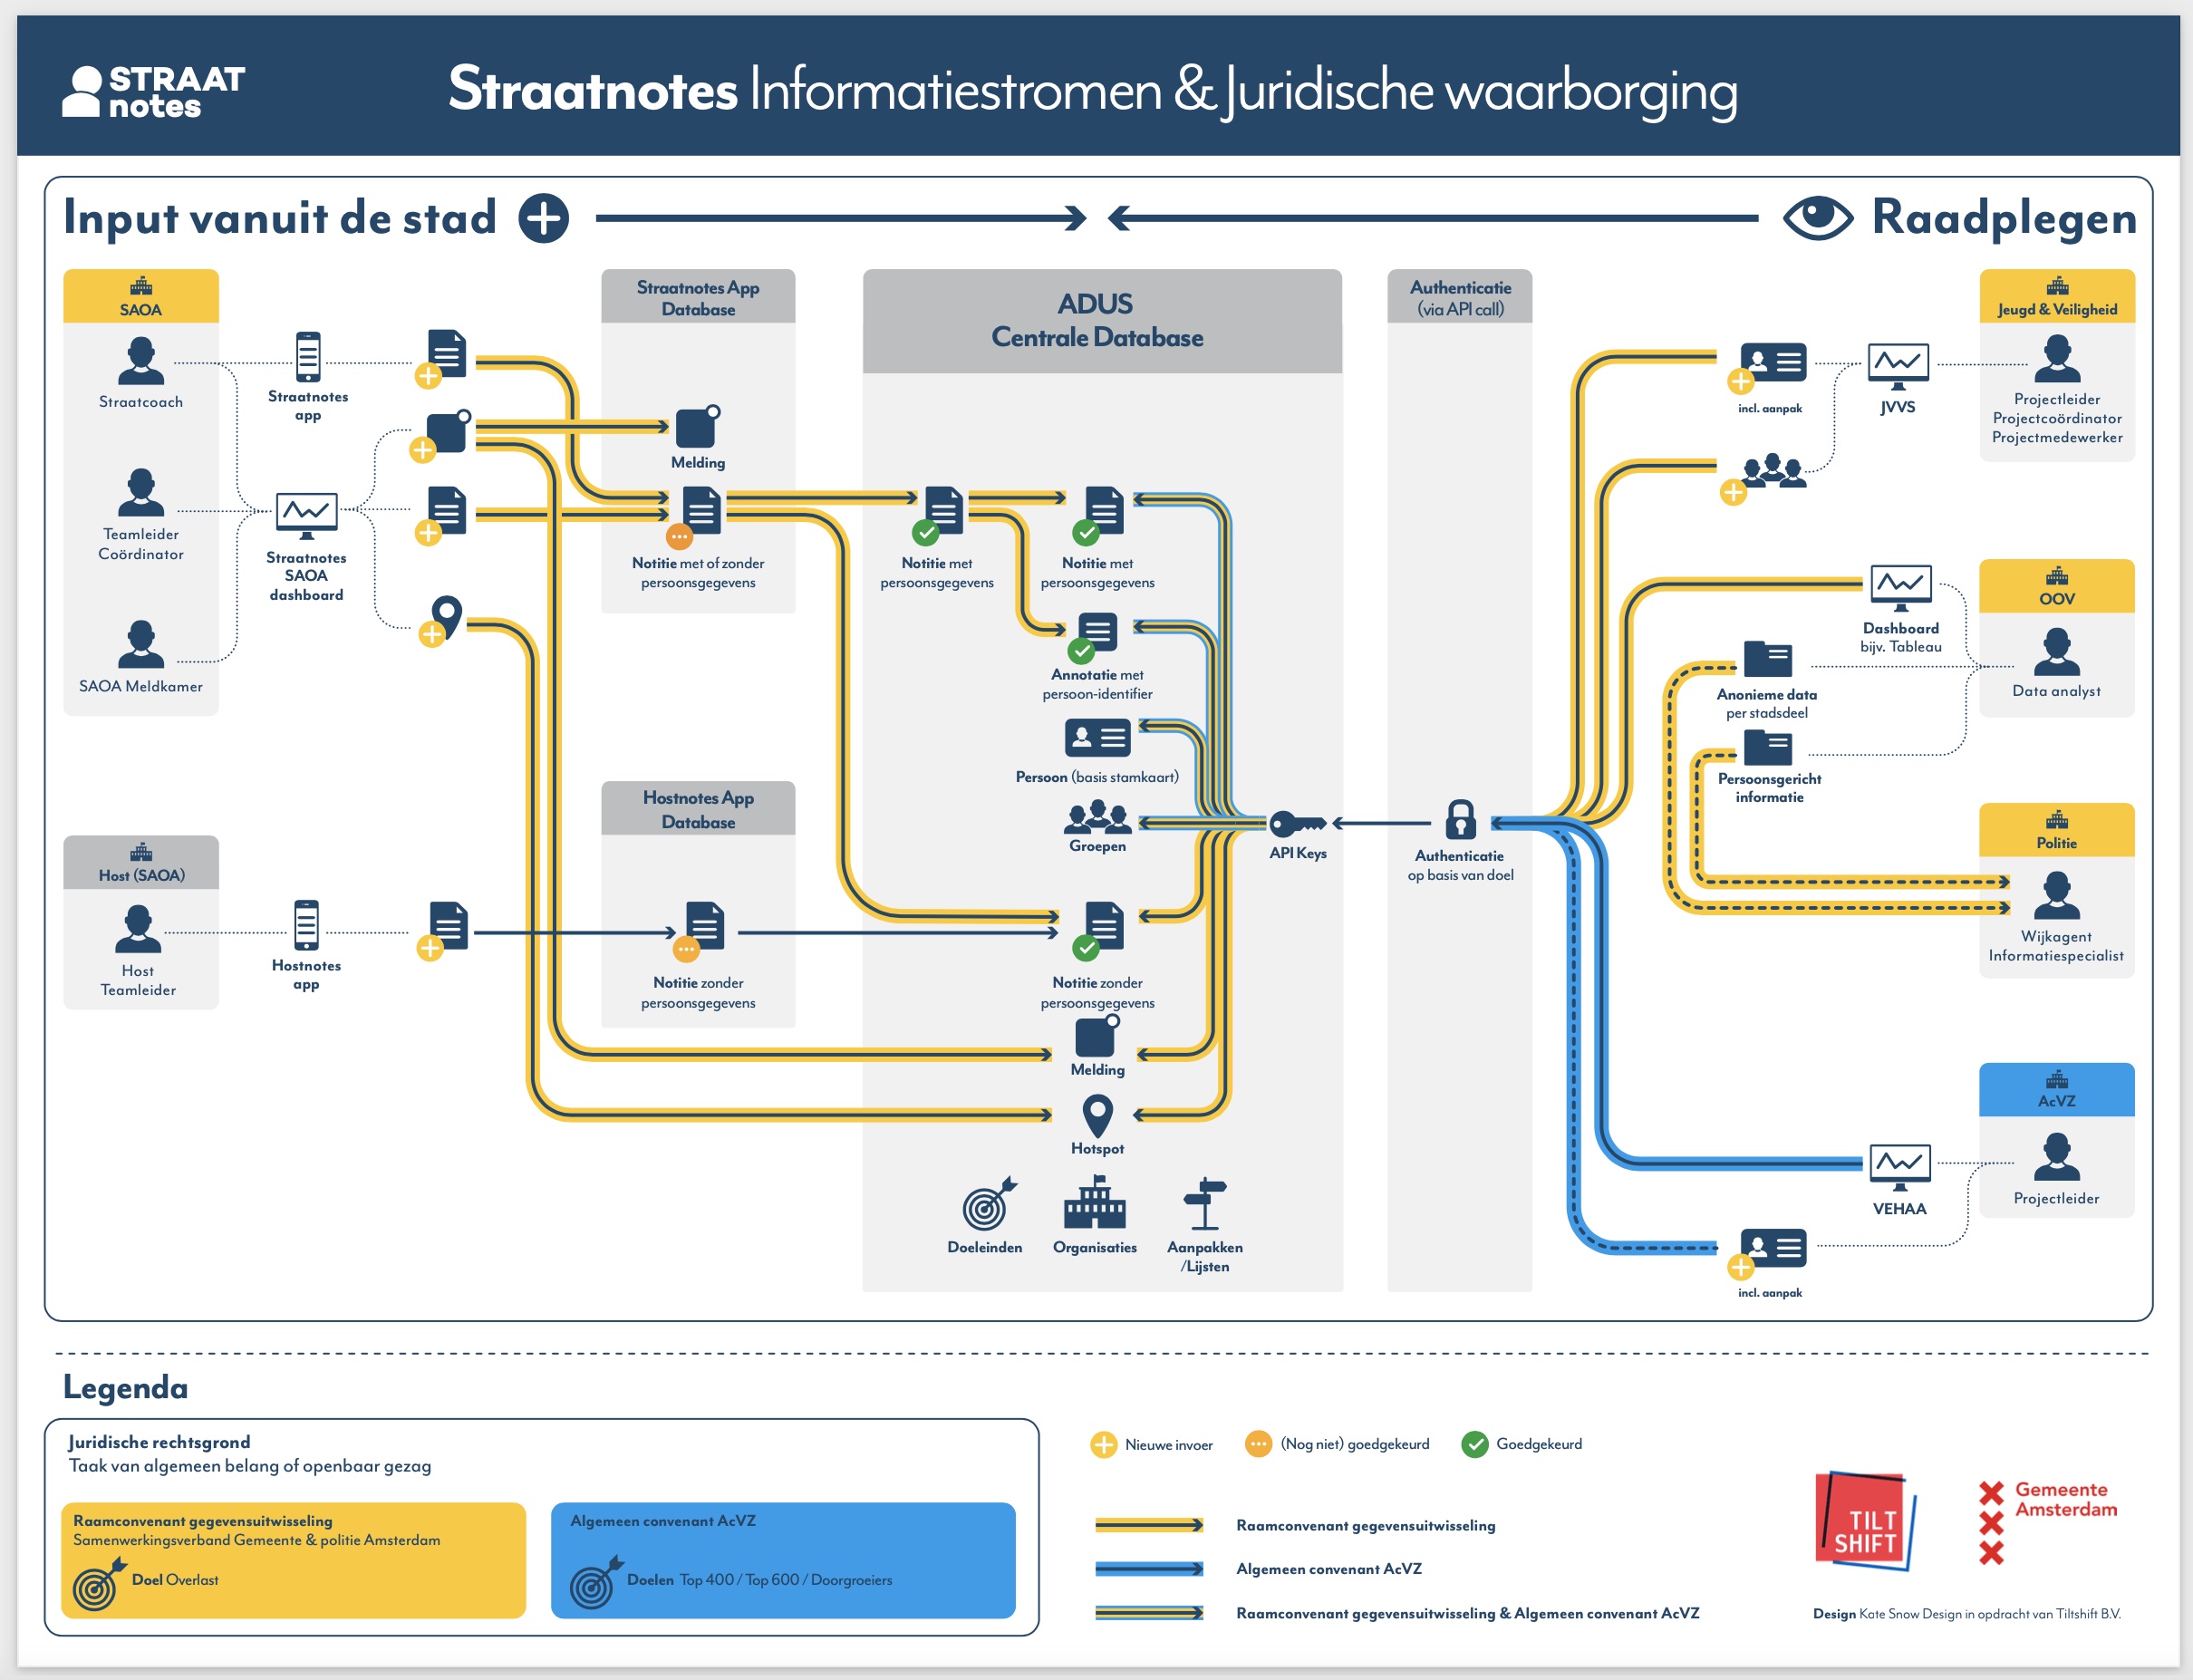 STRAAT
notes
Straatnotes Informatiestromen & Juridische waarborging
Input vanuit de stad
Raadplegen
SAOA
Straatcoach
Teamleider
Coördinator
SAOA Meldkamer
Straatnotes
app
Straatnotes
SAOA
dashboard
Host (SAOA)
Host
Teamleider
Hostnotes
app
Straatnotes App
Database
Melding
Notitie met of zonder
persoonsgegevens
Hostnotes App
Database
Notitie zonder
persoonsgegevens
ADUS
Centrale Database
Notitie met
persoonsgegevens
Notitie met
persoonsgegevens
Annotatie met
persoon-identifier
Persoon (basis stamkaart)
Groepen
Notitie zonder
persoonsgegevens
Melding
Hotspot
Doeleinden
Organisaties
Aanpakken
/Lijsten
API Keys
Authenticatie
(via API call)
Authenticatie
op basis van doel
incl. aanpak
JVVS
Jeugd & Veiligheid
Projectleider
Projectcoördinator
Projectmedewerker
Dashboard
bijv. Tableau
Anonieme data
per stadsdeel
Persoonsgericht
informatie
OOV
Data analyst
Politie
Wijkagent
Informatiespecialist
AcVZ
Projectleider
VEHAA
incl. aanpak
Legenda
Juridische rechtsgrond
Taak van algemeen belang of openbaar gezag
Raamconvenant gegevensuitwisseling
Samenwerkingsverband Gemeente & politie Amsterdam
Doel Overlast
Algemeen convenant AcVZ
Doelen Top 400 / Top 600 / Doorgroeiers
Nieuwe invoer
(Nog niet) goedgekeurd
Goedgekeurd
Raamconvenant gegevensuitwisseling
Algemeen convenant AcVZ
Raamconvenant gegevensuitwisseling & Algemeen convenant AcVZ
TILT
SHIFT
Gemeente
Amsterdam
Design Kate Snow Design in opdracht van Tiltshift B.V.